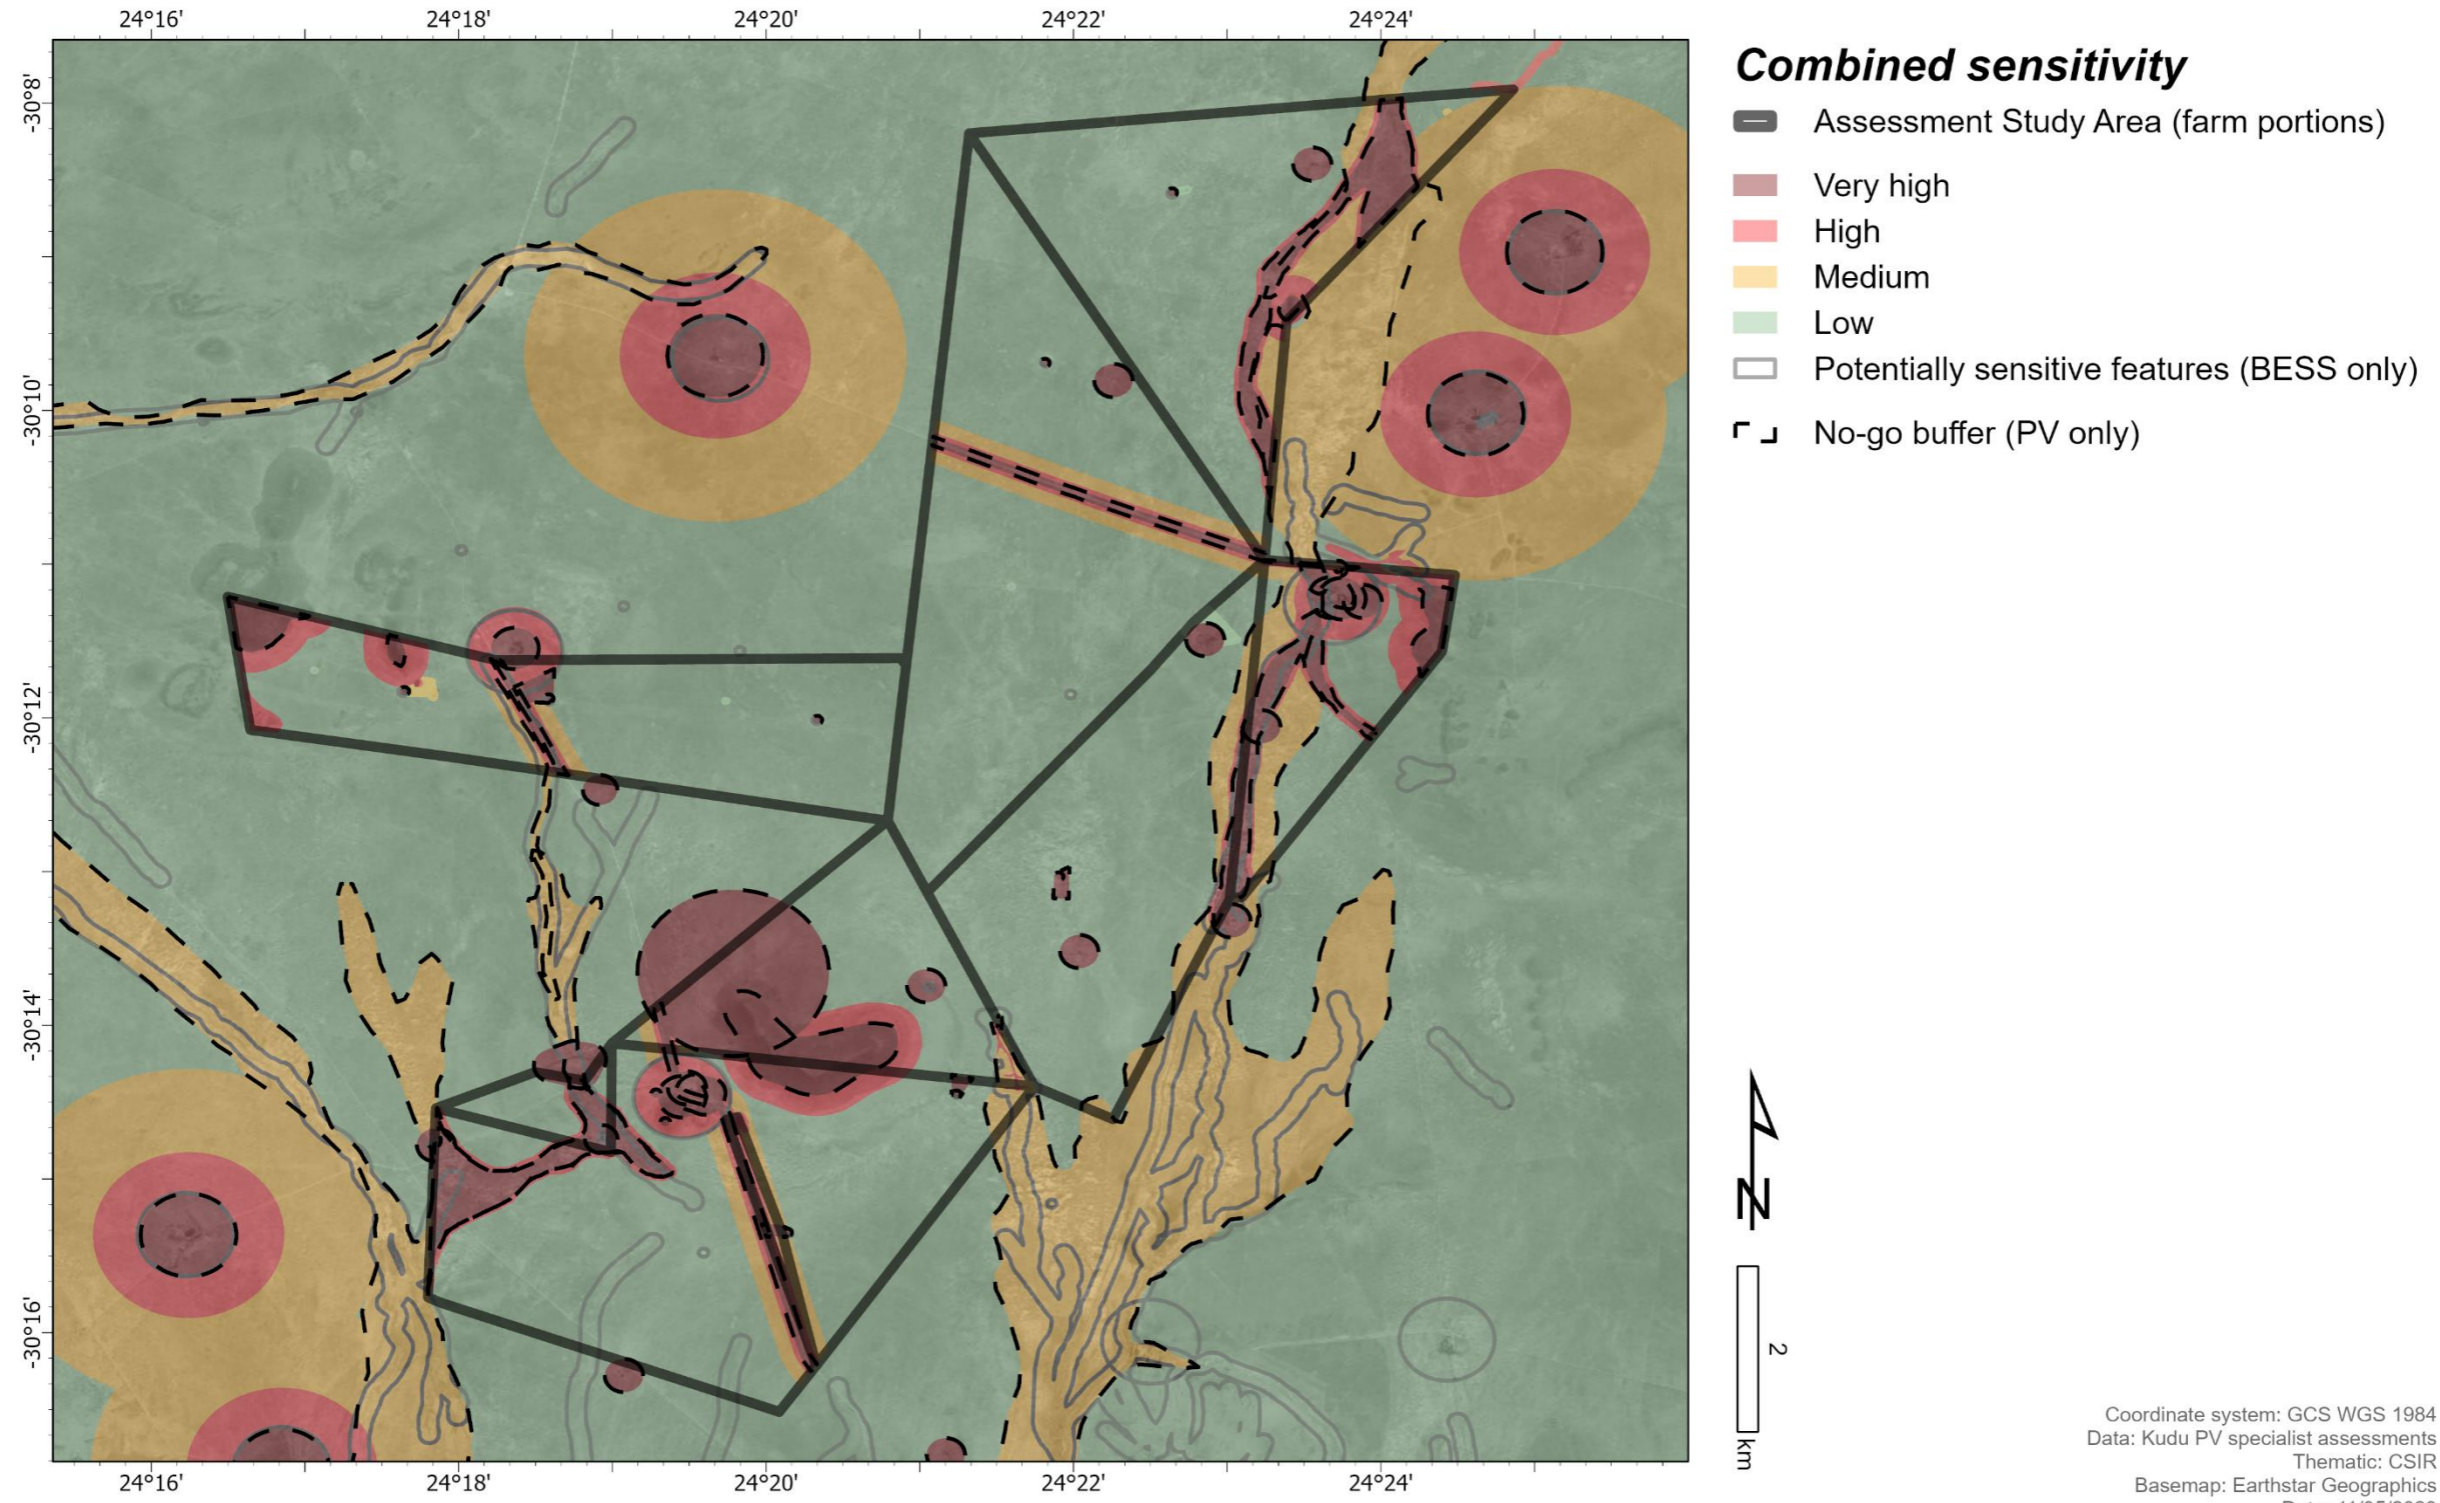 24°16' 24°18' 24°20' 24°22' 24°24'
-30°8'
-30°10'
-30°12'
-30°14'
-30°16'
24°16' 24°18' 24°20' 24°22' 24°24'
Combined sensitivity
Assessment Study Area (farm portions)
Very high
High
Medium
Low
Potentially sensitive features (BESS only)
No-go buffer (PV only)
N
2
km
Coordinate system: GCS WGS 1984
Data: Kudu PV specialist assessments
Thematic: CSIR
Basemap: Earthstar Geographics